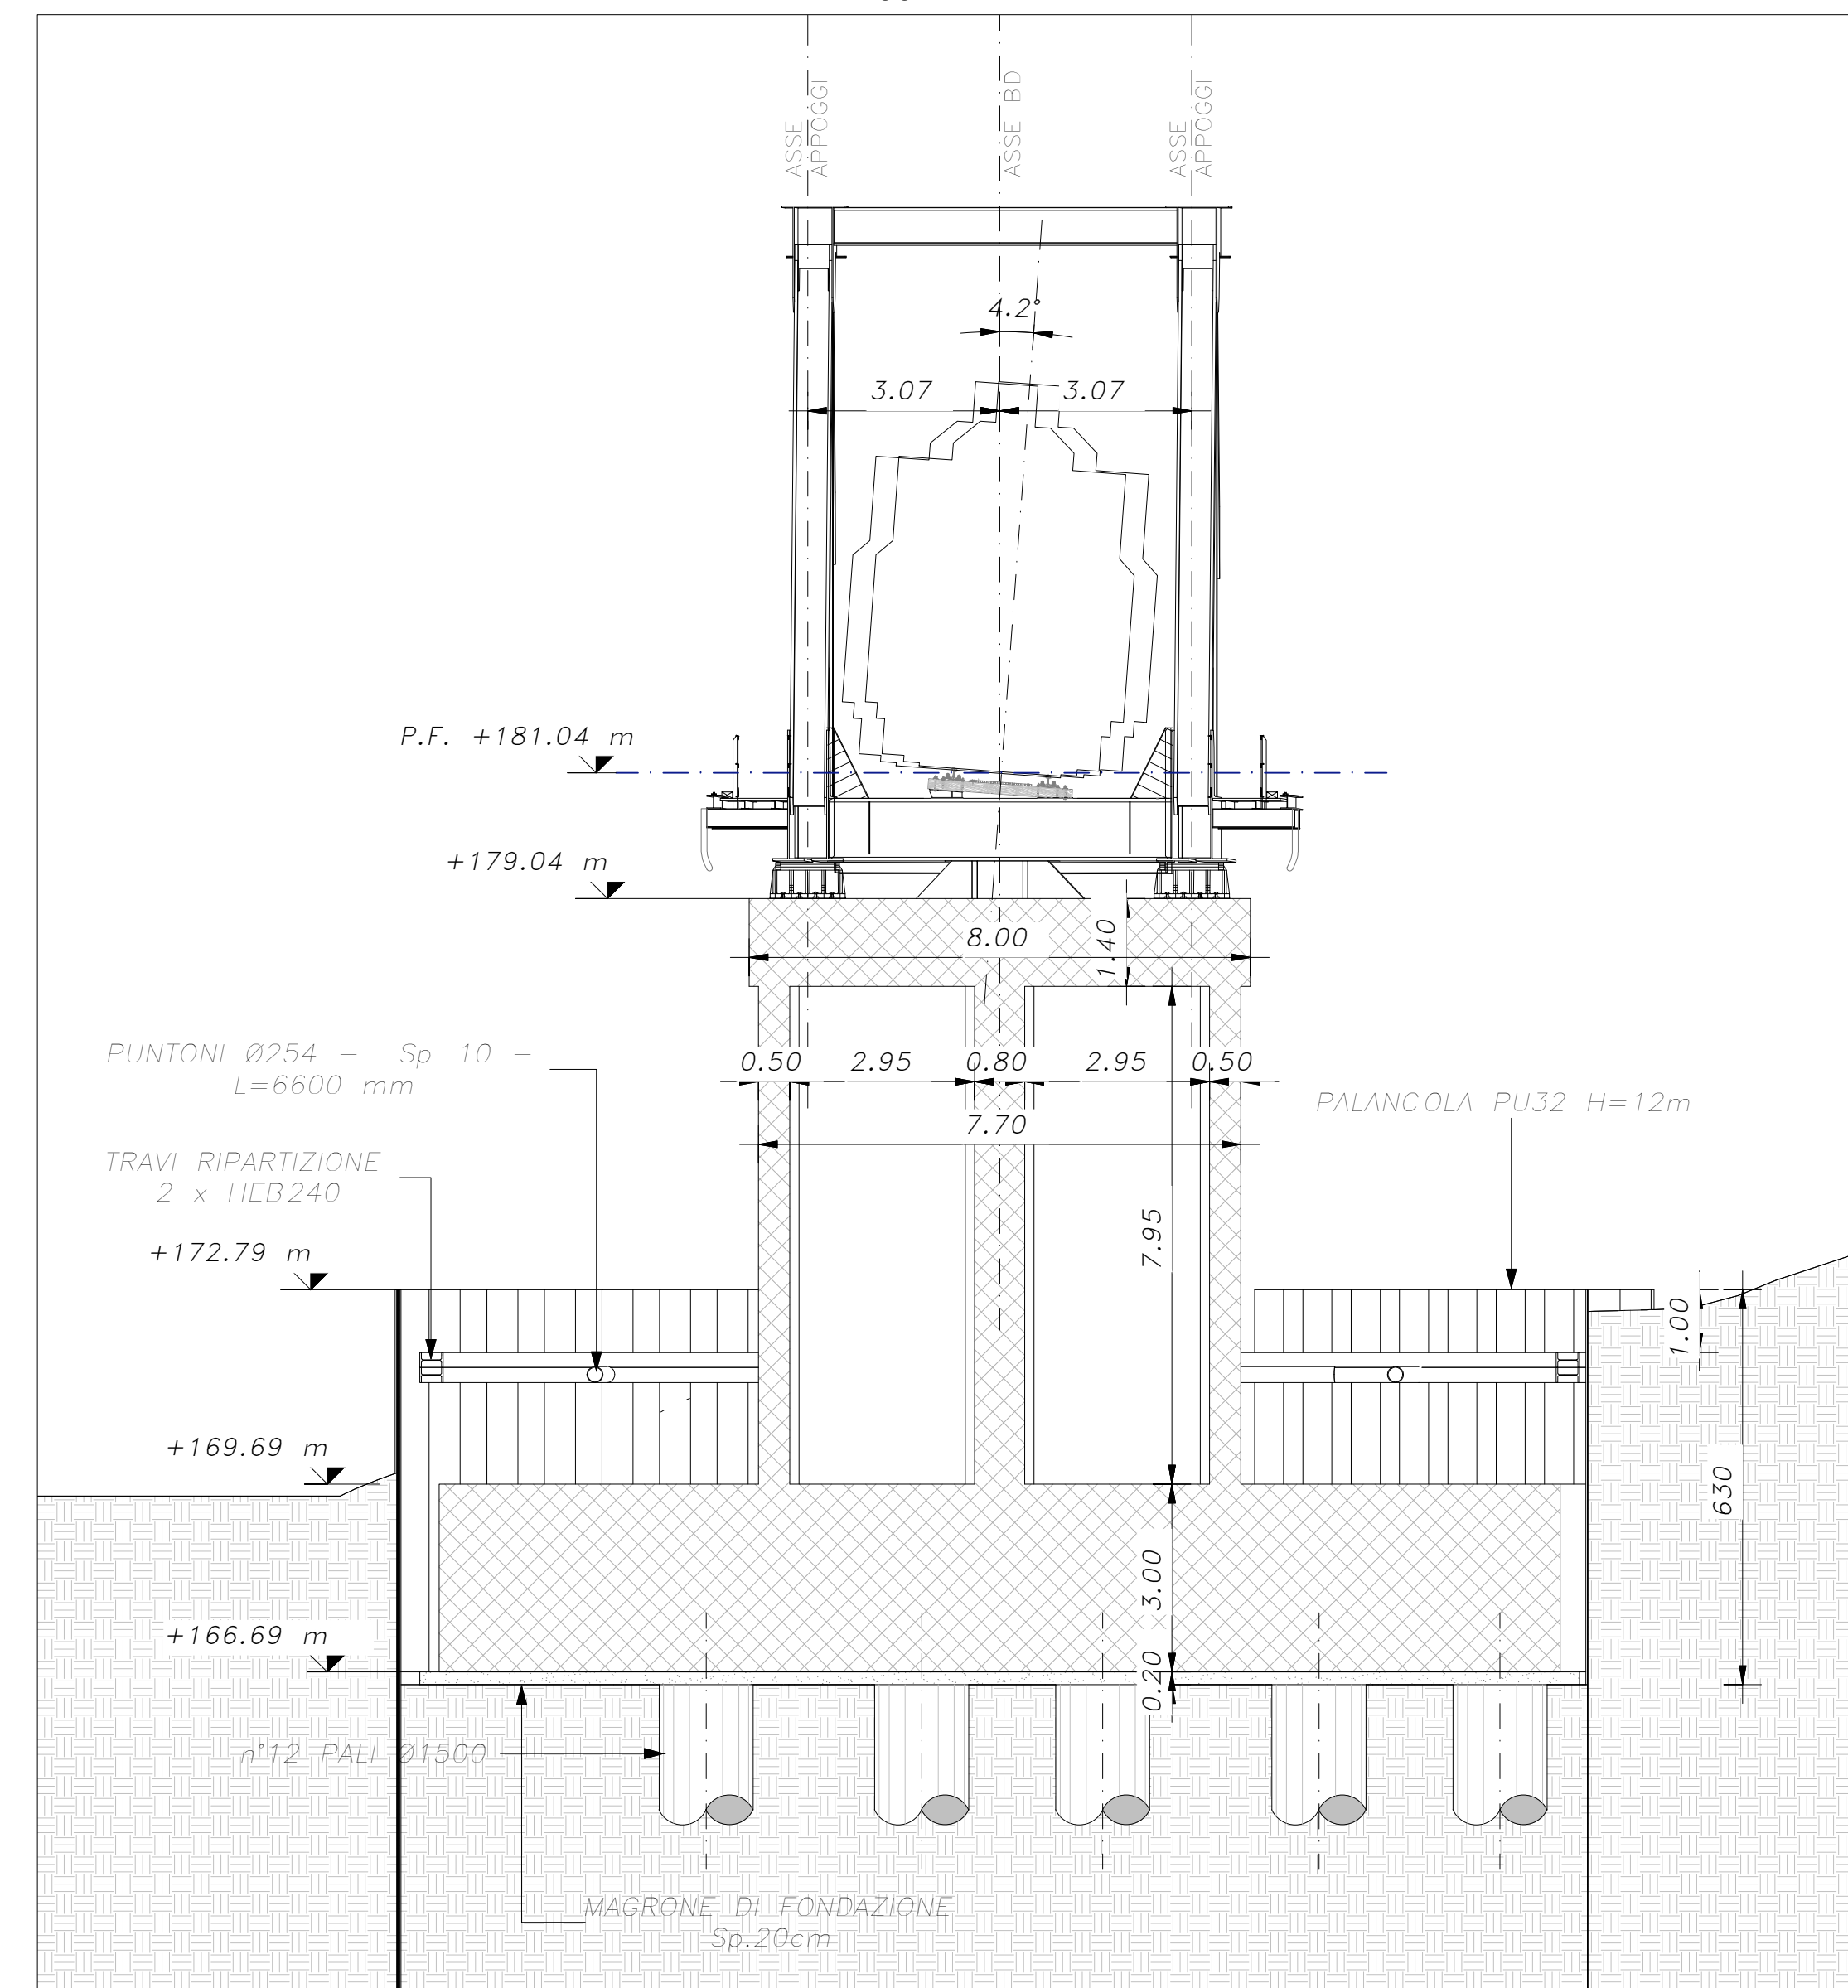 ASSE
APPOGGI
ASSE BD
ASSE
APPOGGI
4.2°
3.07
3.07
P.F. +181.04 m
+179.04 m
8.00
1.40
PUNTONI Ø254 - Sp=10 -
L=6600 mm
0.50
2.95
0.80
2.95
0.50
7.70
PALANCOLA PU32 H=12m
TRAVI RIPARTIZIONE
2 x HEB240
7.95
+172.79 m
1.00
+169.69 m
630
3.00
+166.69 m
0.20
n°12 PALI Ø1500
MAGRONE DI FONDAZIONE
Sp.20cm